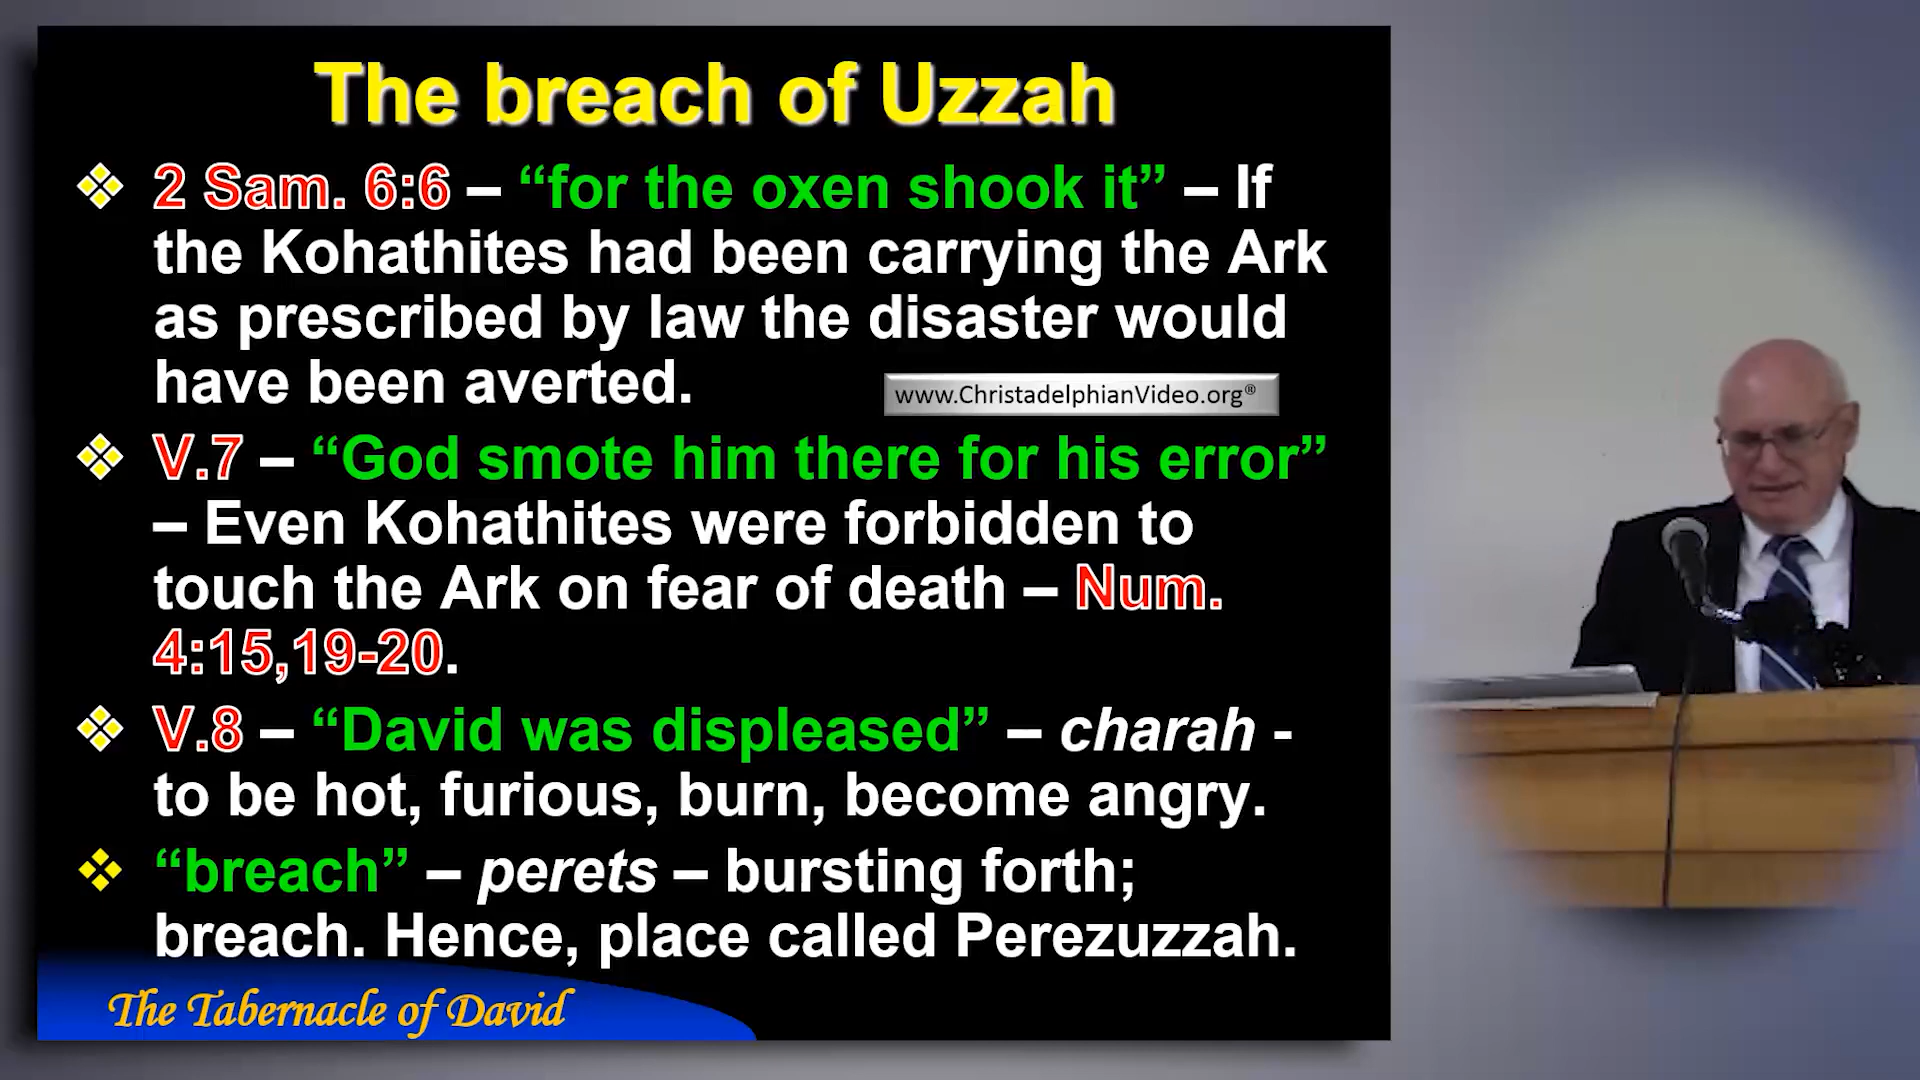 The breach of Uzzah
2 Sam. 6:6 – “for the oxen shook it” – If
the Kohathites had been carrying the Ark
as prescribed by law the disaster would
have been averted.
www.ChristadelphianVideo.org®
V.7 – “God smote him there for his error”
– Even Kohathites were forbidden to
touch the Ark on fear of death – Num.
4:15,19-20.
V.8 – “David was displeased” – charah -
to be hot, furious, burn, become angry.
“breach” – perets – bursting forth;
breach. Hence, place called Perezuzzah.
The Tabernacle of David